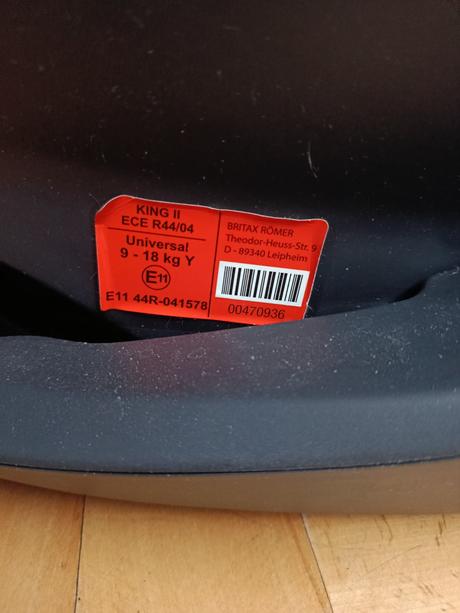 KING II
ECE R44/04
Universal
9 - 18 kg Y
E11
E11 44R-041578
BRITAX RÖMER
Theodor-Heuss-Str. 9
D - 89340 Leipheim
00470936